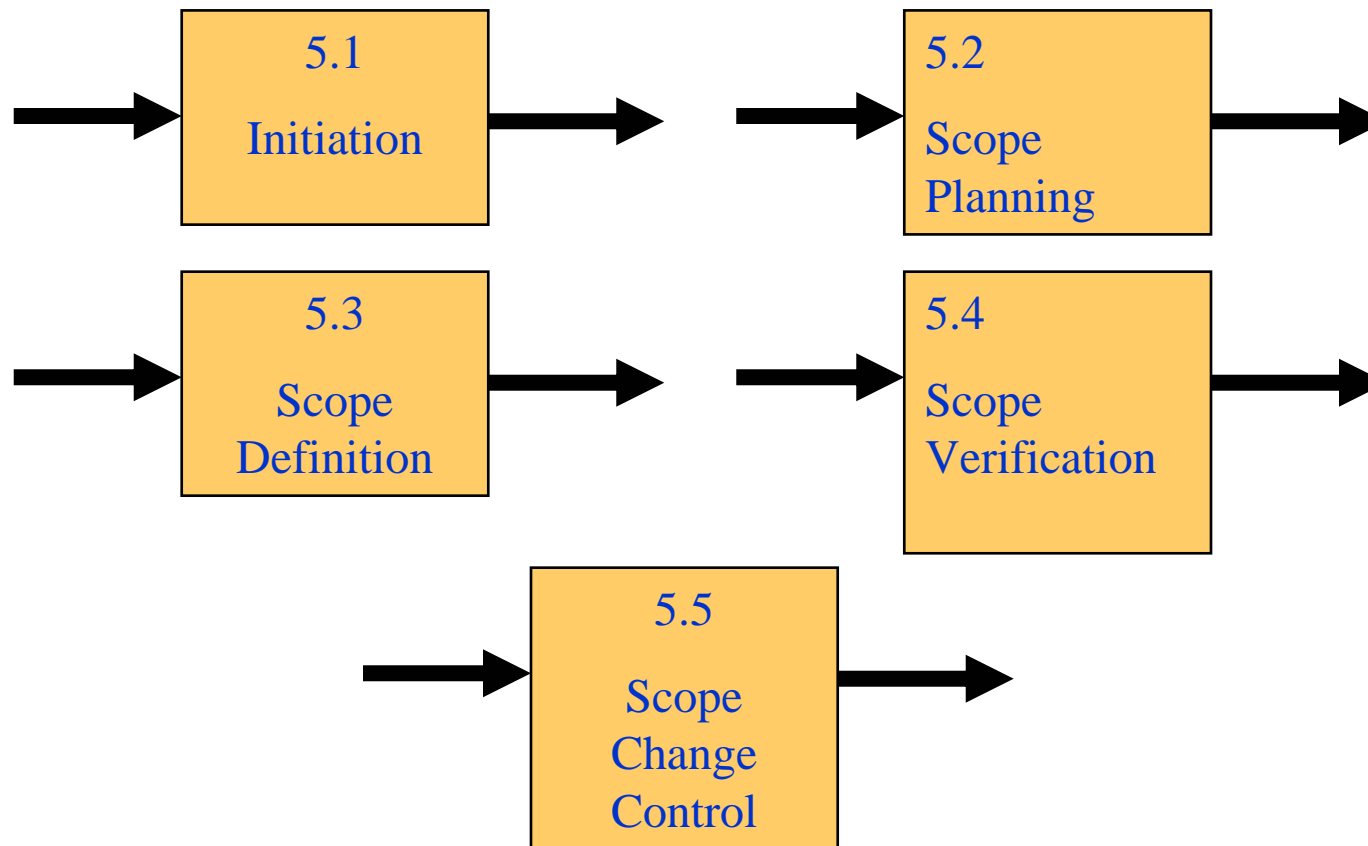 5.1
Initiation
5.2
Scope
Planning
5.3
Scope
Definition
5.4
Scope
Verification
5.5
Scope
Change
Control